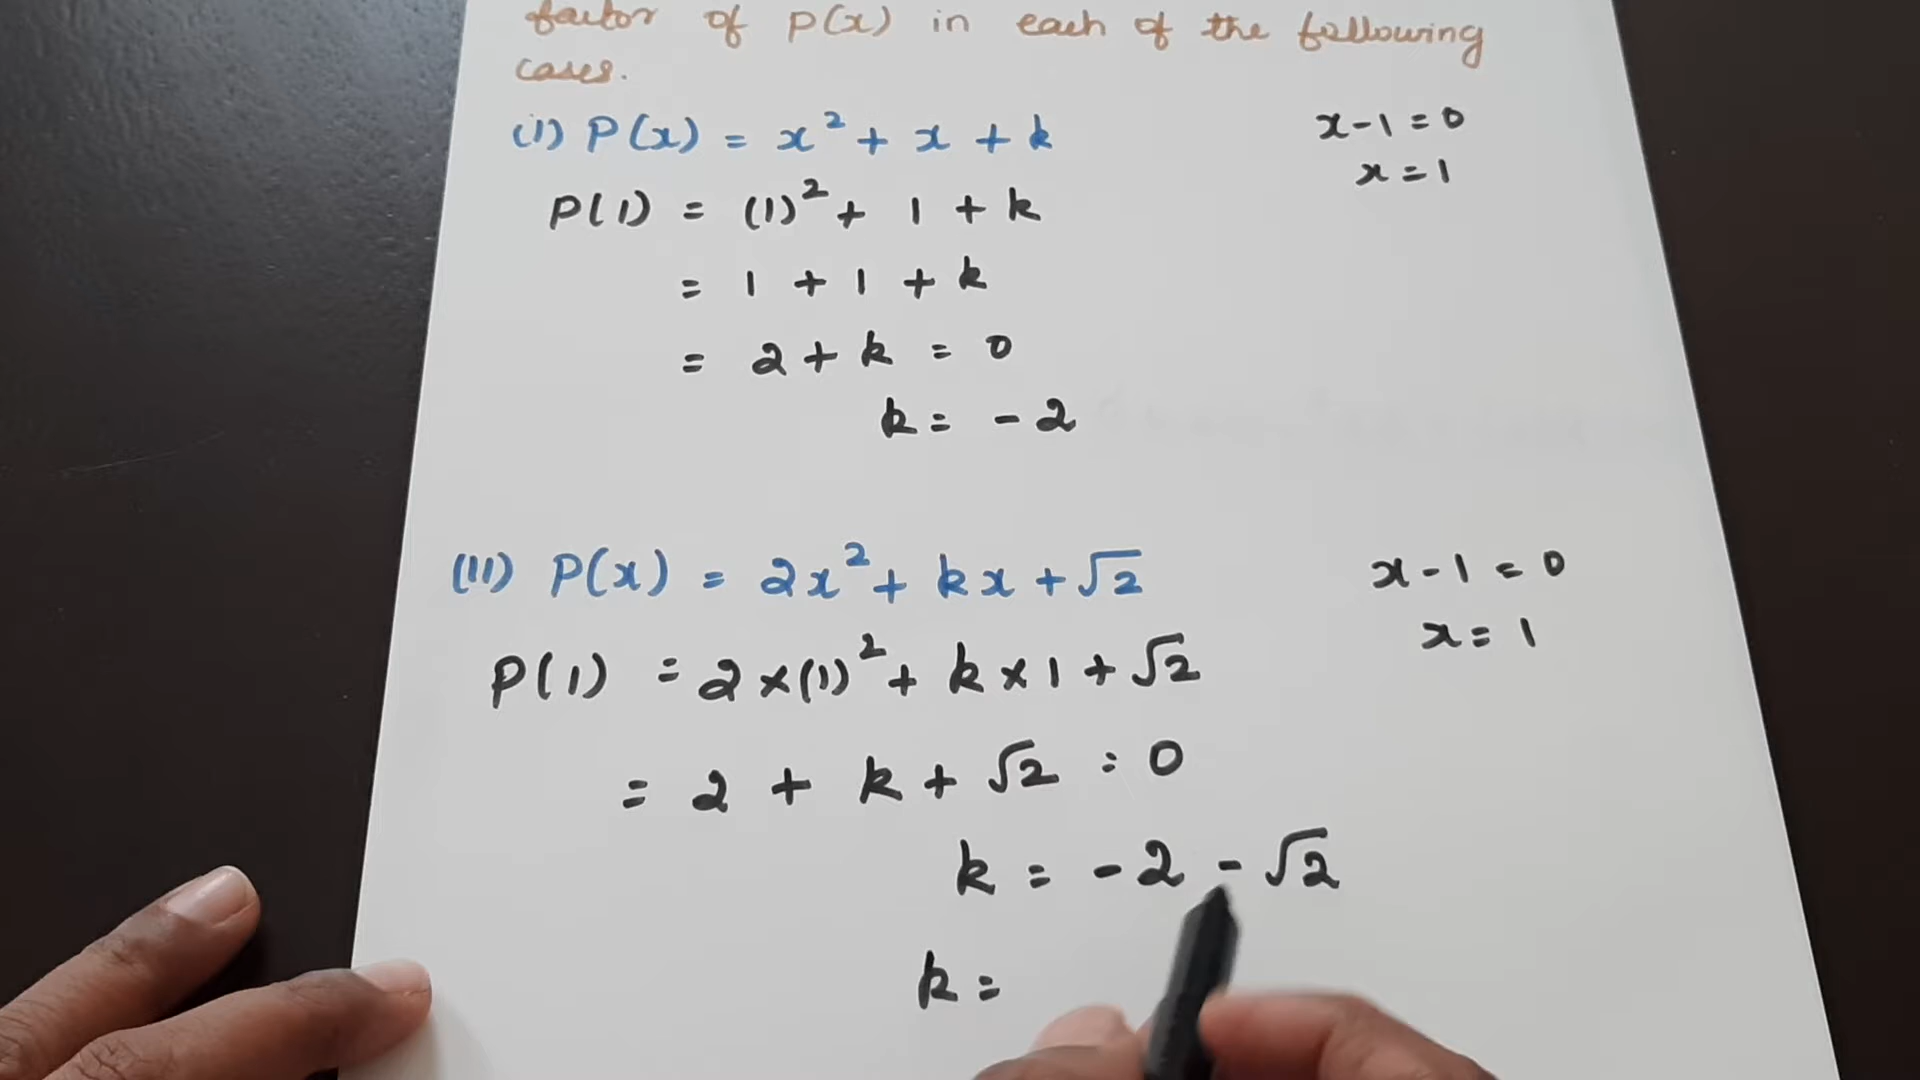 factor of p(x) in each of the following
cases.
(i) P(x) = x² + x + k
x-1 = 0
x = 1
P(1) = (1)² + 1 + k
= 1 + 1 + k
= 2 + k = 0
k = -2
(ii) P(x) = 2x² + kx + √2
x - 1 = 0
x = 1
P(1) = 2×(1)² + k×1 + √2
= 2 + k + √2 = 0
k = -2 - √2
k =